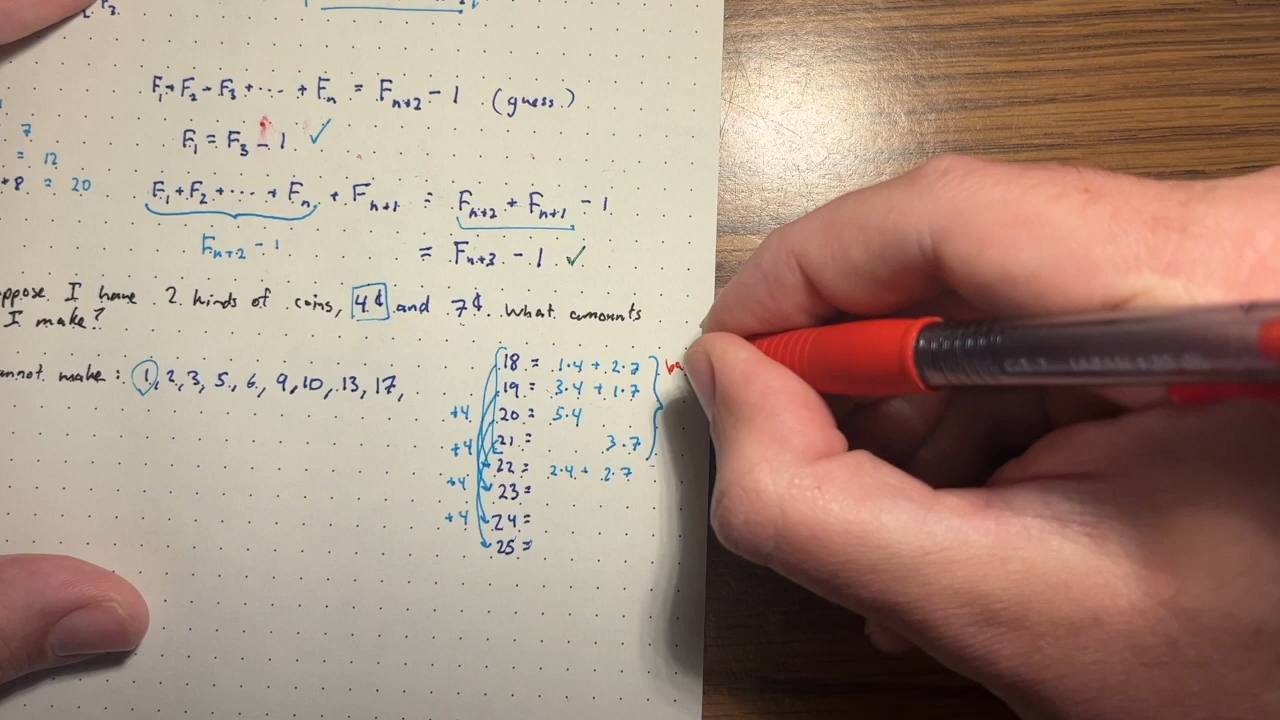 F₁ + F₂ + F₃ + ⋯ + Fₙ = Fₙ₊₂ - 1 (guess.)
7
F₁ = F₃ - 1 ✓
= 12
+8 = 20
F₁ + F₂ + ⋯ + Fₙ + Fₙ₊₁ = Fₙ₊₂ + Fₙ₊₁ - 1
Fₙ₊₂ - 1
= Fₙ₊₃ - 1 ✓
I have 2 kinds of coins, 4¢ and 7¢. What amounts
I make?
make: 1, 2, 3, 5, 6, 9, 10, 13, 17,
18 = 1·4 + 2·7
19 = 3·4 + 1·7
+4 20 = 5·4
+4 21 = 3·7
22 = 2·4 + 2·7
+4 23 =
+4 24 =
25 =